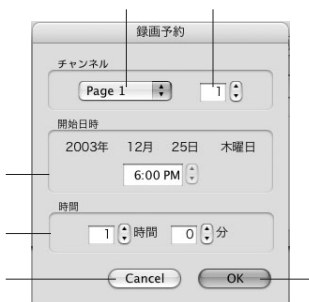 録画予約
チャンネル
Page 1 1
開始日時
2003年 12月 25日 木曜日
6:00 PM
時間
1 時間 0 分
Cancel OK